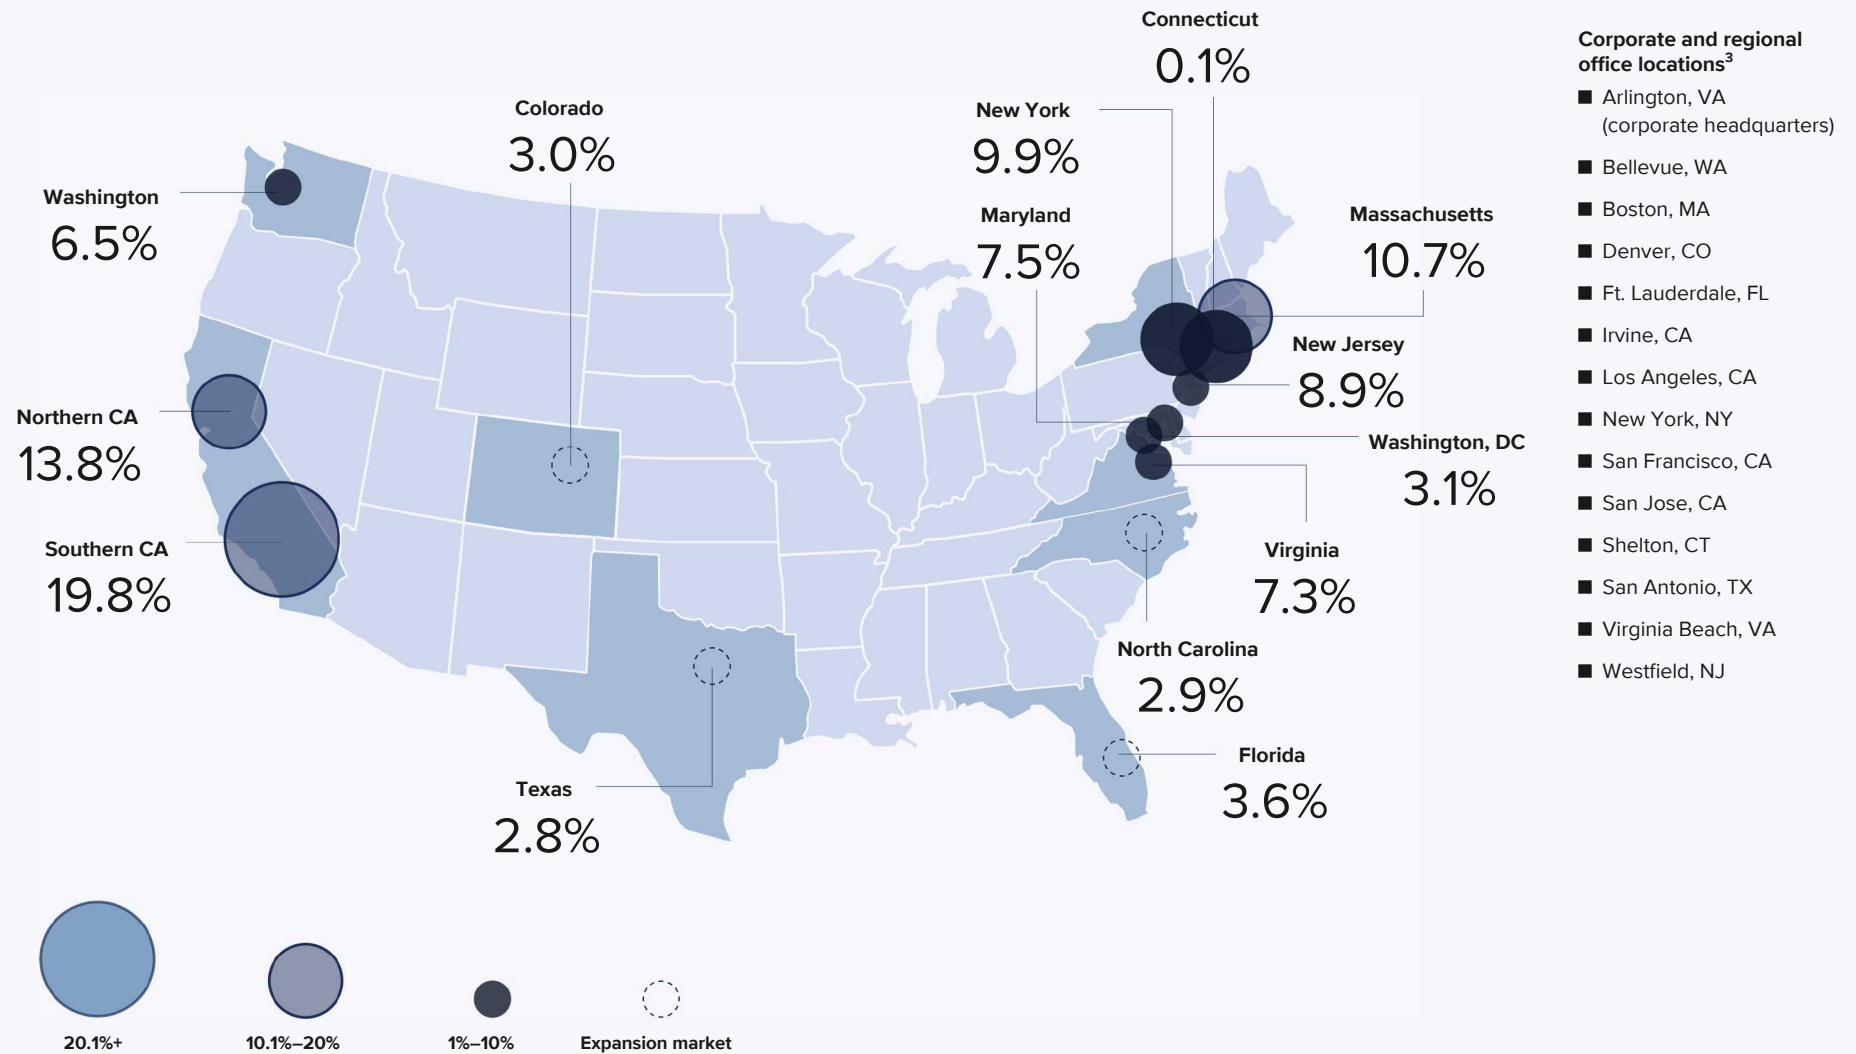 Connecticut
0.1%
New York
9.9%
Colorado
3.0%
Maryland
7.5%
Massachusetts
10.7%
Washington
6.5%
New Jersey
8.9%
Northern CA
13.8%
Washington, DC
3.1%
Southern CA
19.8%
Virginia
7.3%
North Carolina
2.9%
Florida
3.6%
Texas
2.8%
20.1%+
10.1%–20%
1%–10%
Expansion market
Corporate and regional
office locations³
■ Arlington, VA
(corporate headquarters)
■ Bellevue, WA
■ Boston, MA
■ Denver, CO
■ Ft. Lauderdale, FL
■ Irvine, CA
■ Los Angeles, CA
■ New York, NY
■ San Francisco, CA
■ San Jose, CA
■ Shelton, CT
■ San Antonio, TX
■ Virginia Beach, VA
■ Westfield, NJ